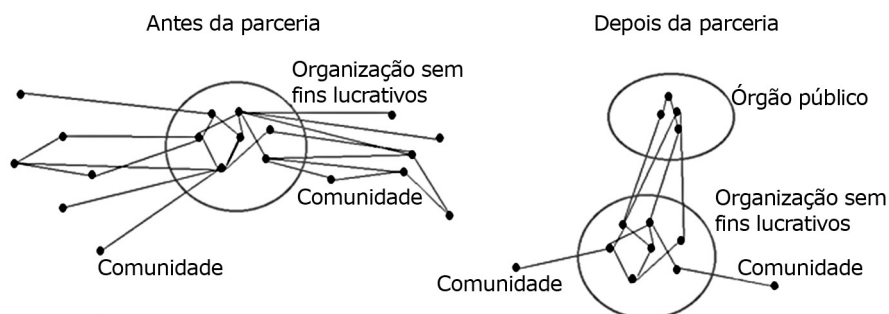 Antes da parceria
Organização sem
fins lucrativos
Comunidade
Comunidade
Depois da parceria
Órgão público
Organização sem
fins lucrativos
Comunidade
Comunidade